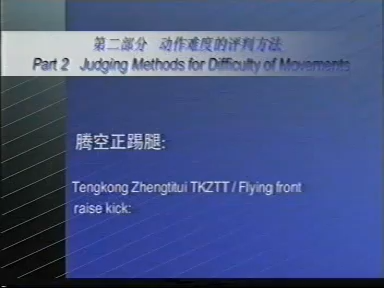 第二部分 动作难度的评判方法
Part 2 Judging Methods for Difficulty of Movements
腾空正踢腿:
Tengkong Zhengtitui TKZTT / Flying front
raise kick: